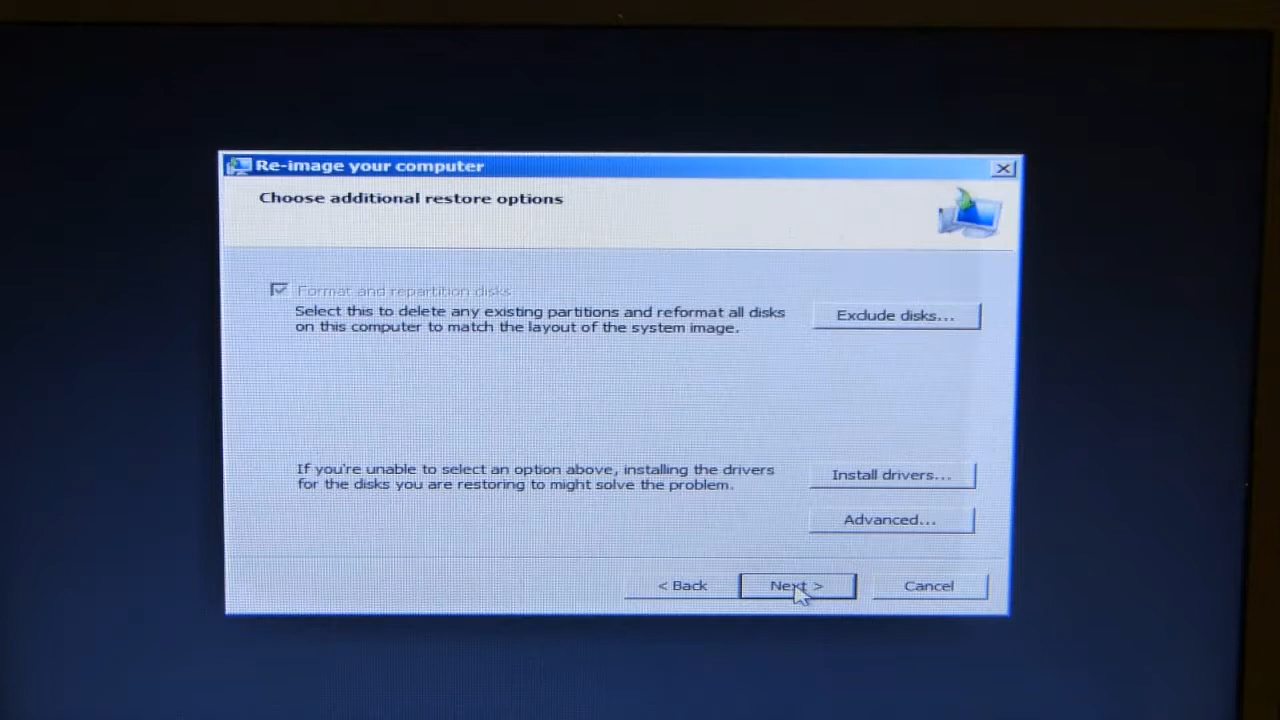 Re-image your computer
Choose additional restore options
Format and repartition disks
Select this to delete any existing partitions and reformat all disks
on this computer to match the layout of the system image.
Exclude disks...
If you're unable to select an option above, installing the drivers
for the disks you are restoring to might solve the problem.
Install drivers...
Advanced...
< Back
Next >
Cancel